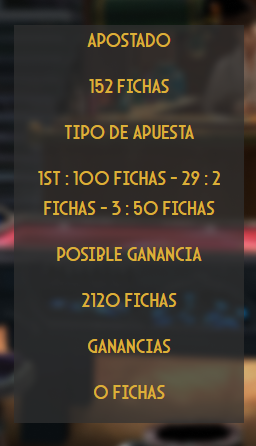 APOSTADO
152 FICHAS
TIPO DE APUESTA
1ST : 100 FICHAS - 29 : 2
FICHAS - 3 : 50 FICHAS
POSIBLE GANANCIA
2120 FICHAS
GANANCIAS
0 FICHAS